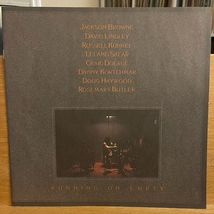 JACKSON BROWNE
DAVID LINDLEY
RUSSELL KUNKEL
LELAND SKLAR
CRAIG DOERGE
DANNY KORTCHMAR
DOUG HAYWOOD
ROSEMARY BUTLER
RUNNING ON EMPTY